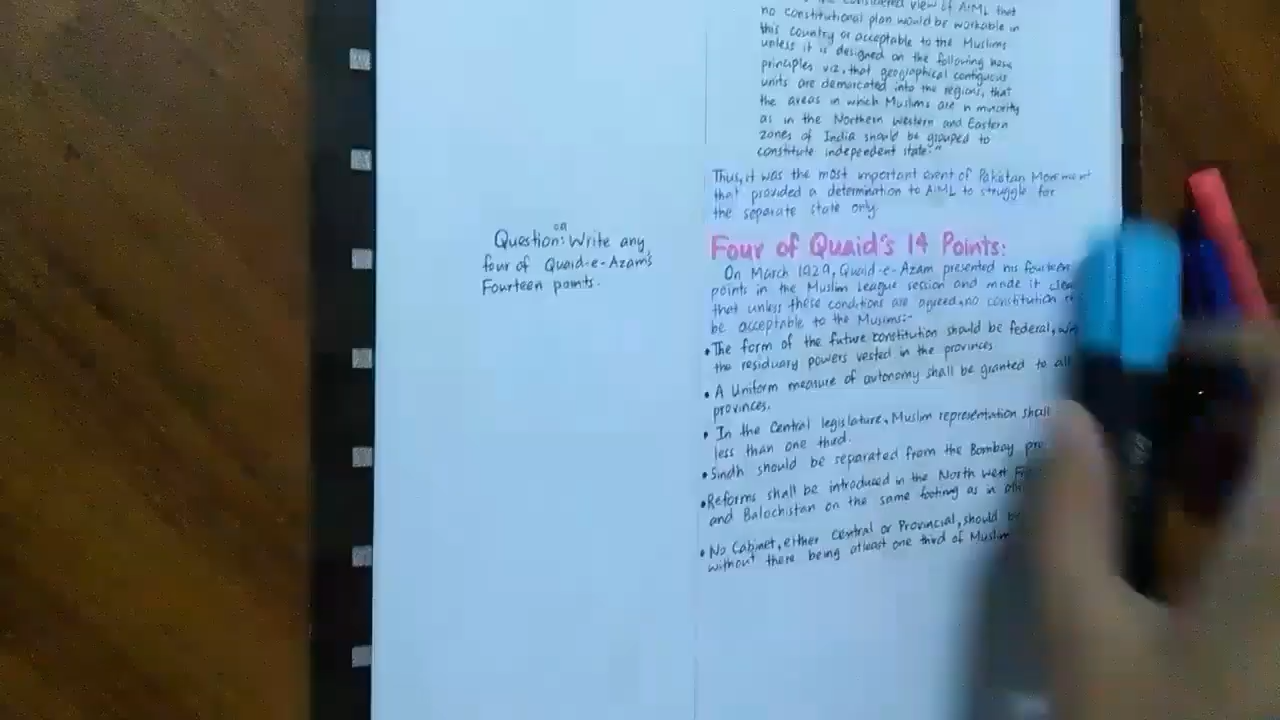 considered view of AIML that
no constitutional plan would be workable in
this country or acceptable to the Muslims
unless it is designed on the following
principles viz, that geographical contiguous
units are demarcated into the regions, that
the areas in which Muslims are in minority
as in the Northern Western and Eastern
zones of India should be grouped to
constitute independent state:"
Thus, it was the most important event of Pakistan Movement
that provided a determination to AIML to struggle for
the separate state only.
OR
Question: Write any
four of Quaid-e-Azam's
Fourteen points.
Four of Quaid's 14 Points:
On March 1929, Quaid-e-Azam presented his fourteen
points in the Muslim League session and made it
that unless these conditions are agreed, no constitution
be acceptable to the Muslims:-
• The form of the future constitution should be federal,
the residuary powers vested in the provinces
• A Uniform measure of autonomy shall be granted to all
provinces.
• In the Central legislature, Muslim representation shall
less than one third.
• Sindh should be separated from the Bombay
• Reforms shall be introduced in the North West
and Balochistan on the same footing as in
• No Cabinet, either Central or Provincial, should
without there being atleast one third of Muslim